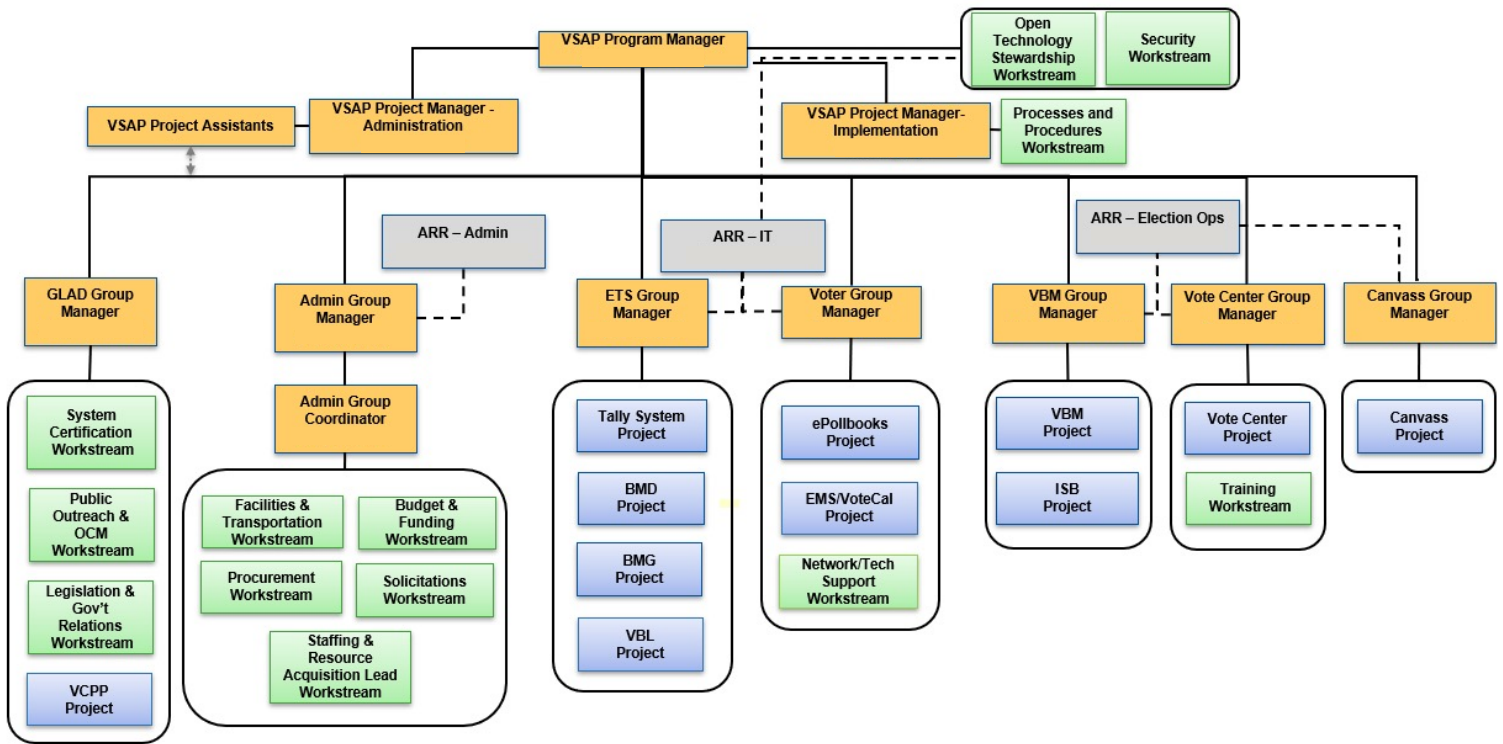 VSAP Program Manager
Open
Technology
Stewardship
Workstream
Security
Workstream
VSAP Project Assistants
VSAP Project Manager -
Administration
VSAP Project Manager-
Implementation
Processes and
Procedures
Workstream
ARR – Admin
ARR – IT
ARR – Election Ops
GLAD Group
Manager
Admin Group
Manager
ETS Group
Manager
Voter Group
Manager
VBM Group
Manager
Vote Center Group
Manager
Canvass Group
Manager
Admin Group
Coordinator
System
Certification
Workstream
Public
Outreach &
OCM
Workstream
Legislation &
Gov't
Relations
Workstream
VCPP
Project
Facilities &
Transportation
Workstream
Budget &
Funding
Workstream
Procurement
Workstream
Solicitations
Workstream
Staffing &
Resource
Acquisition Lead
Workstream
Tally System
Project
BMD
Project
BMG
Project
VBL
Project
ePollbooks
Project
EMS/VoteCal
Project
Network/Tech
Support
Workstream
VBM
Project
ISB
Project
Vote Center
Project
Training
Workstream
Canvass
Project